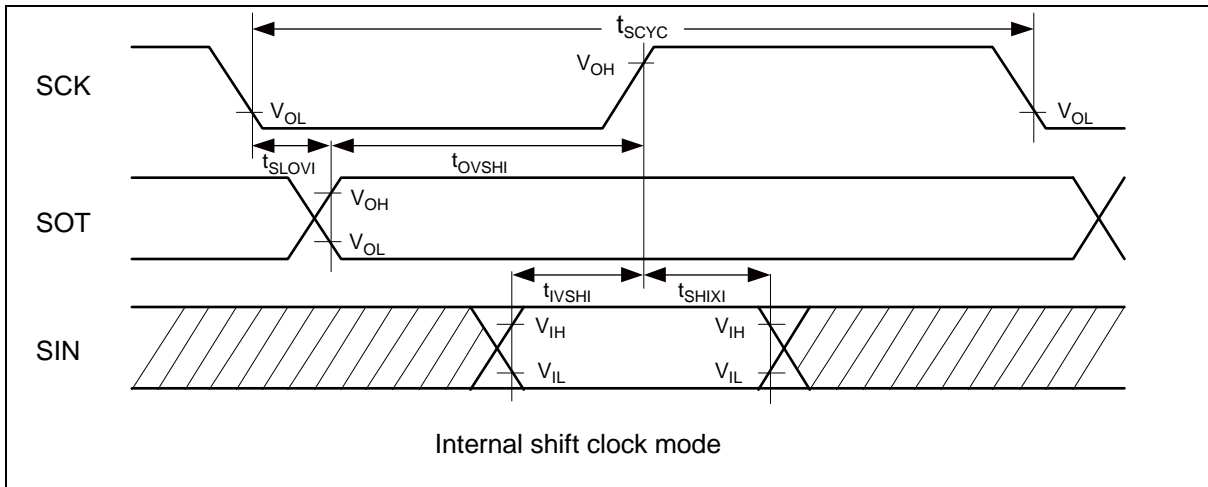 tSCYC
SCK
VOH
VOL
VOL
tSLOVI
tOVSHI
SOT
VOH
VOL
tIVSHI
tSHIXI
SIN
VIH
VIH
VIL
VIL
Internal shift clock mode